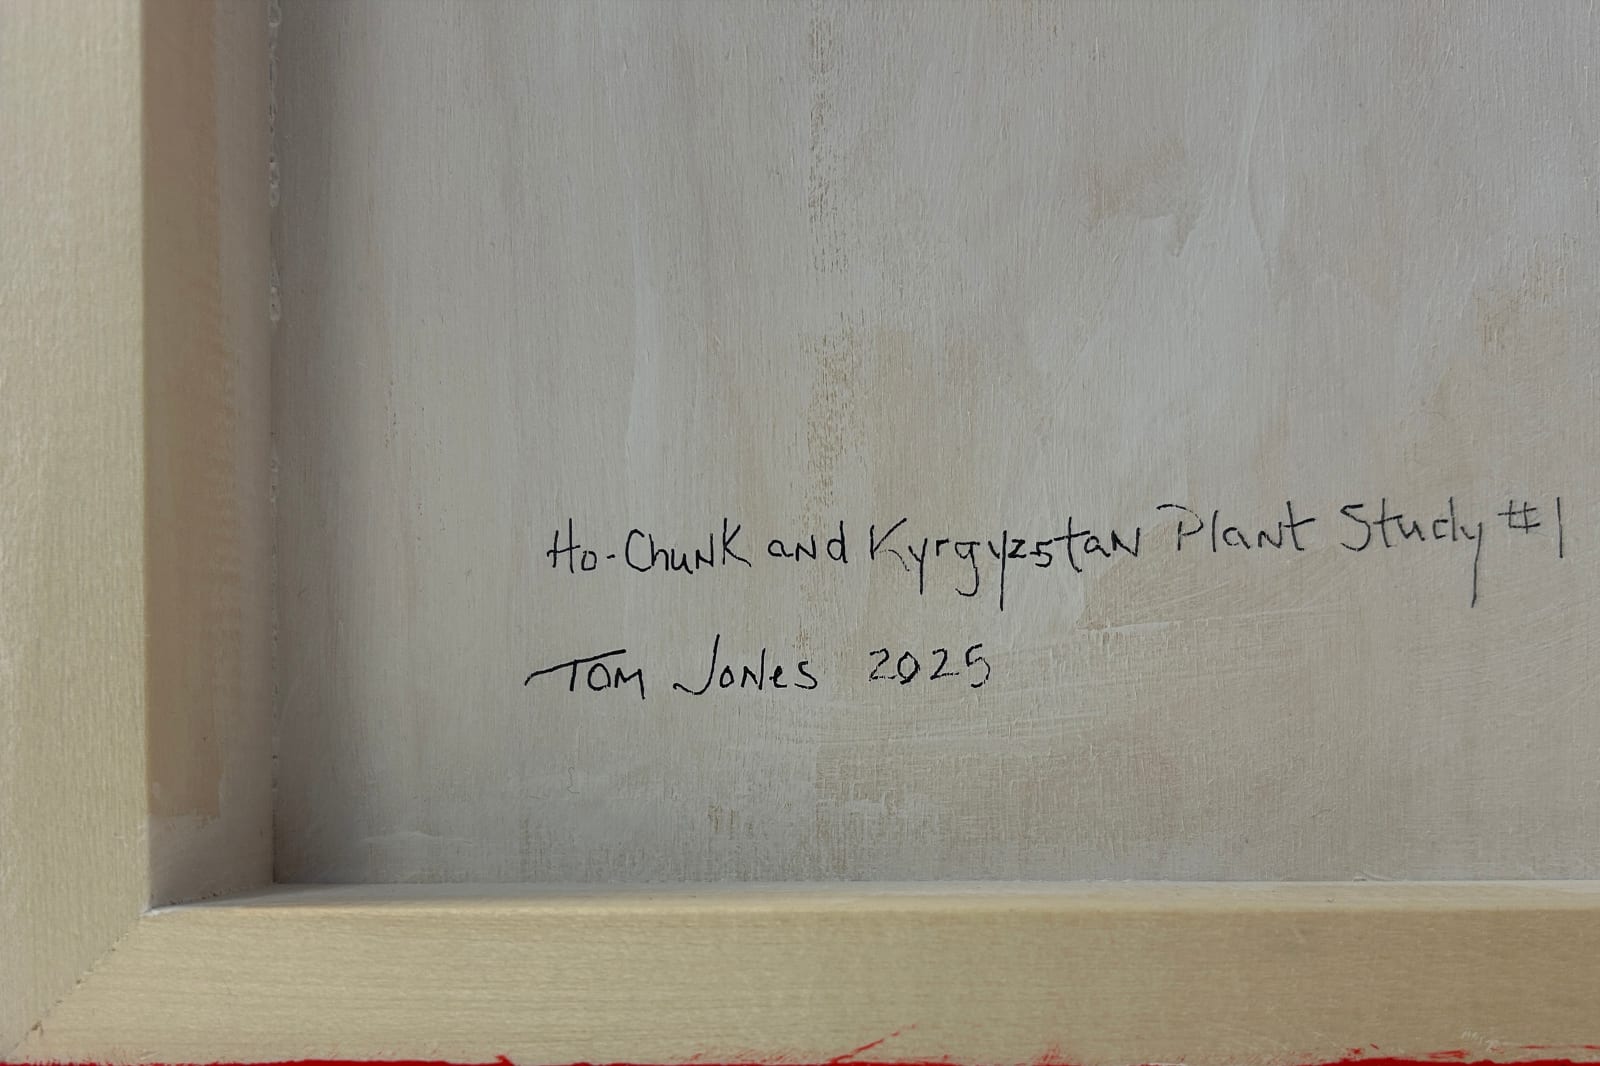 Ho-Chunk and Kyrgyzstan Plant Study #1
Tom Jones 2025